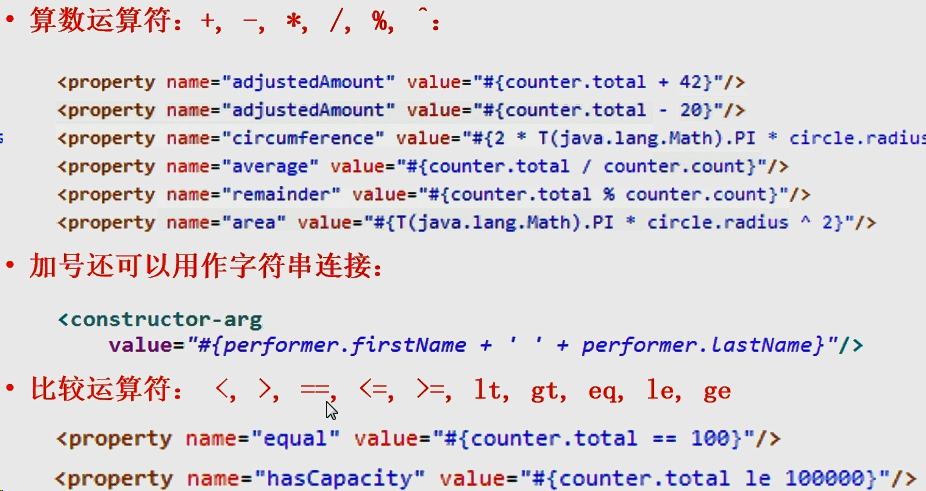 • 算数运算符：+, -, *, /, %, ^：
<property name="adjustedAmount" value="#{counter.total + 42}"/>
<property name="adjustedAmount" value="#{counter.total - 20}"/>
<property name="circumference" value="#{2 * T(java.lang.Math).PI * circle.radius
<property name="average" value="#{counter.total / counter.count}"/>
<property name="remainder" value="#{counter.total % counter.count}"/>
<property name="area" value="#{T(java.lang.Math).PI * circle.radius ^ 2}"/>
• 加号还可以用作字符串连接：
<constructor-arg
value="#{performer.firstName + ' ' + performer.lastName}"/>
• 比较运算符： <, >, ==, <=, >=, lt, gt, eq, le, ge
<property name="equal" value="#{counter.total == 100}"/>
<property name="hasCapacity" value="#{counter.total le 100000}"/>